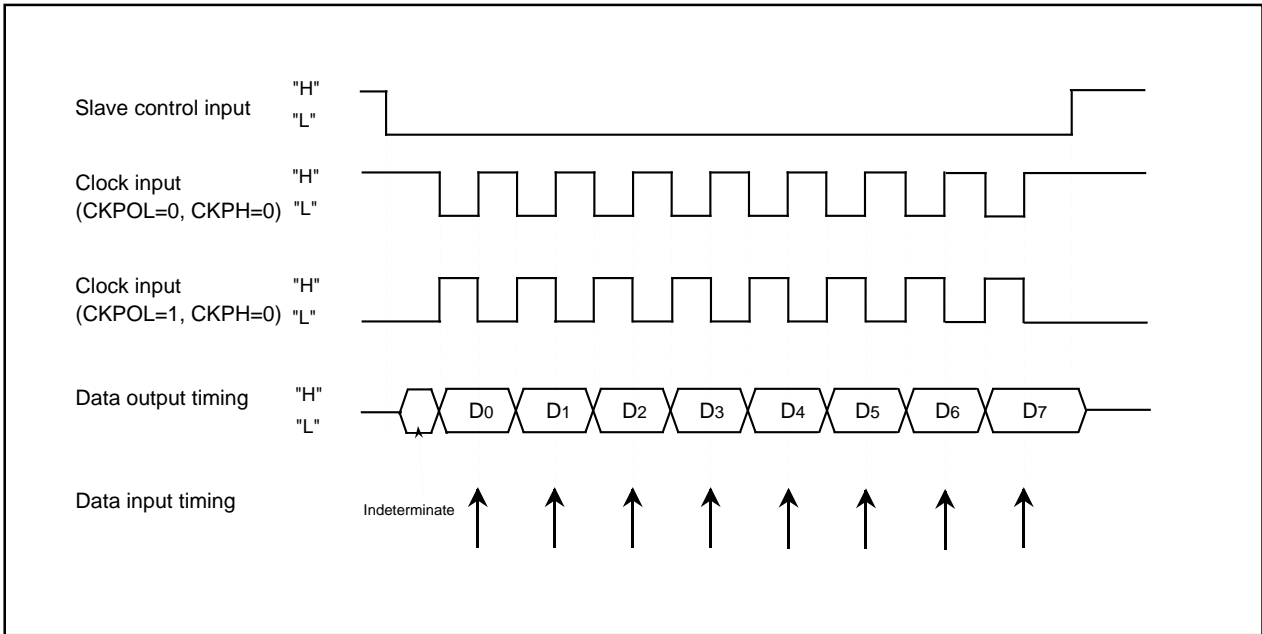 Slave control input "H"
"L"
Clock input "H"
(CKPOL=0, CKPH=0) "L"
Clock input "H"
(CKPOL=1, CKPH=0) "L"
Data output timing "H"
"L"
D0 D1 D2 D3 D4 D5 D6 D7
Data input timing
Indeterminate